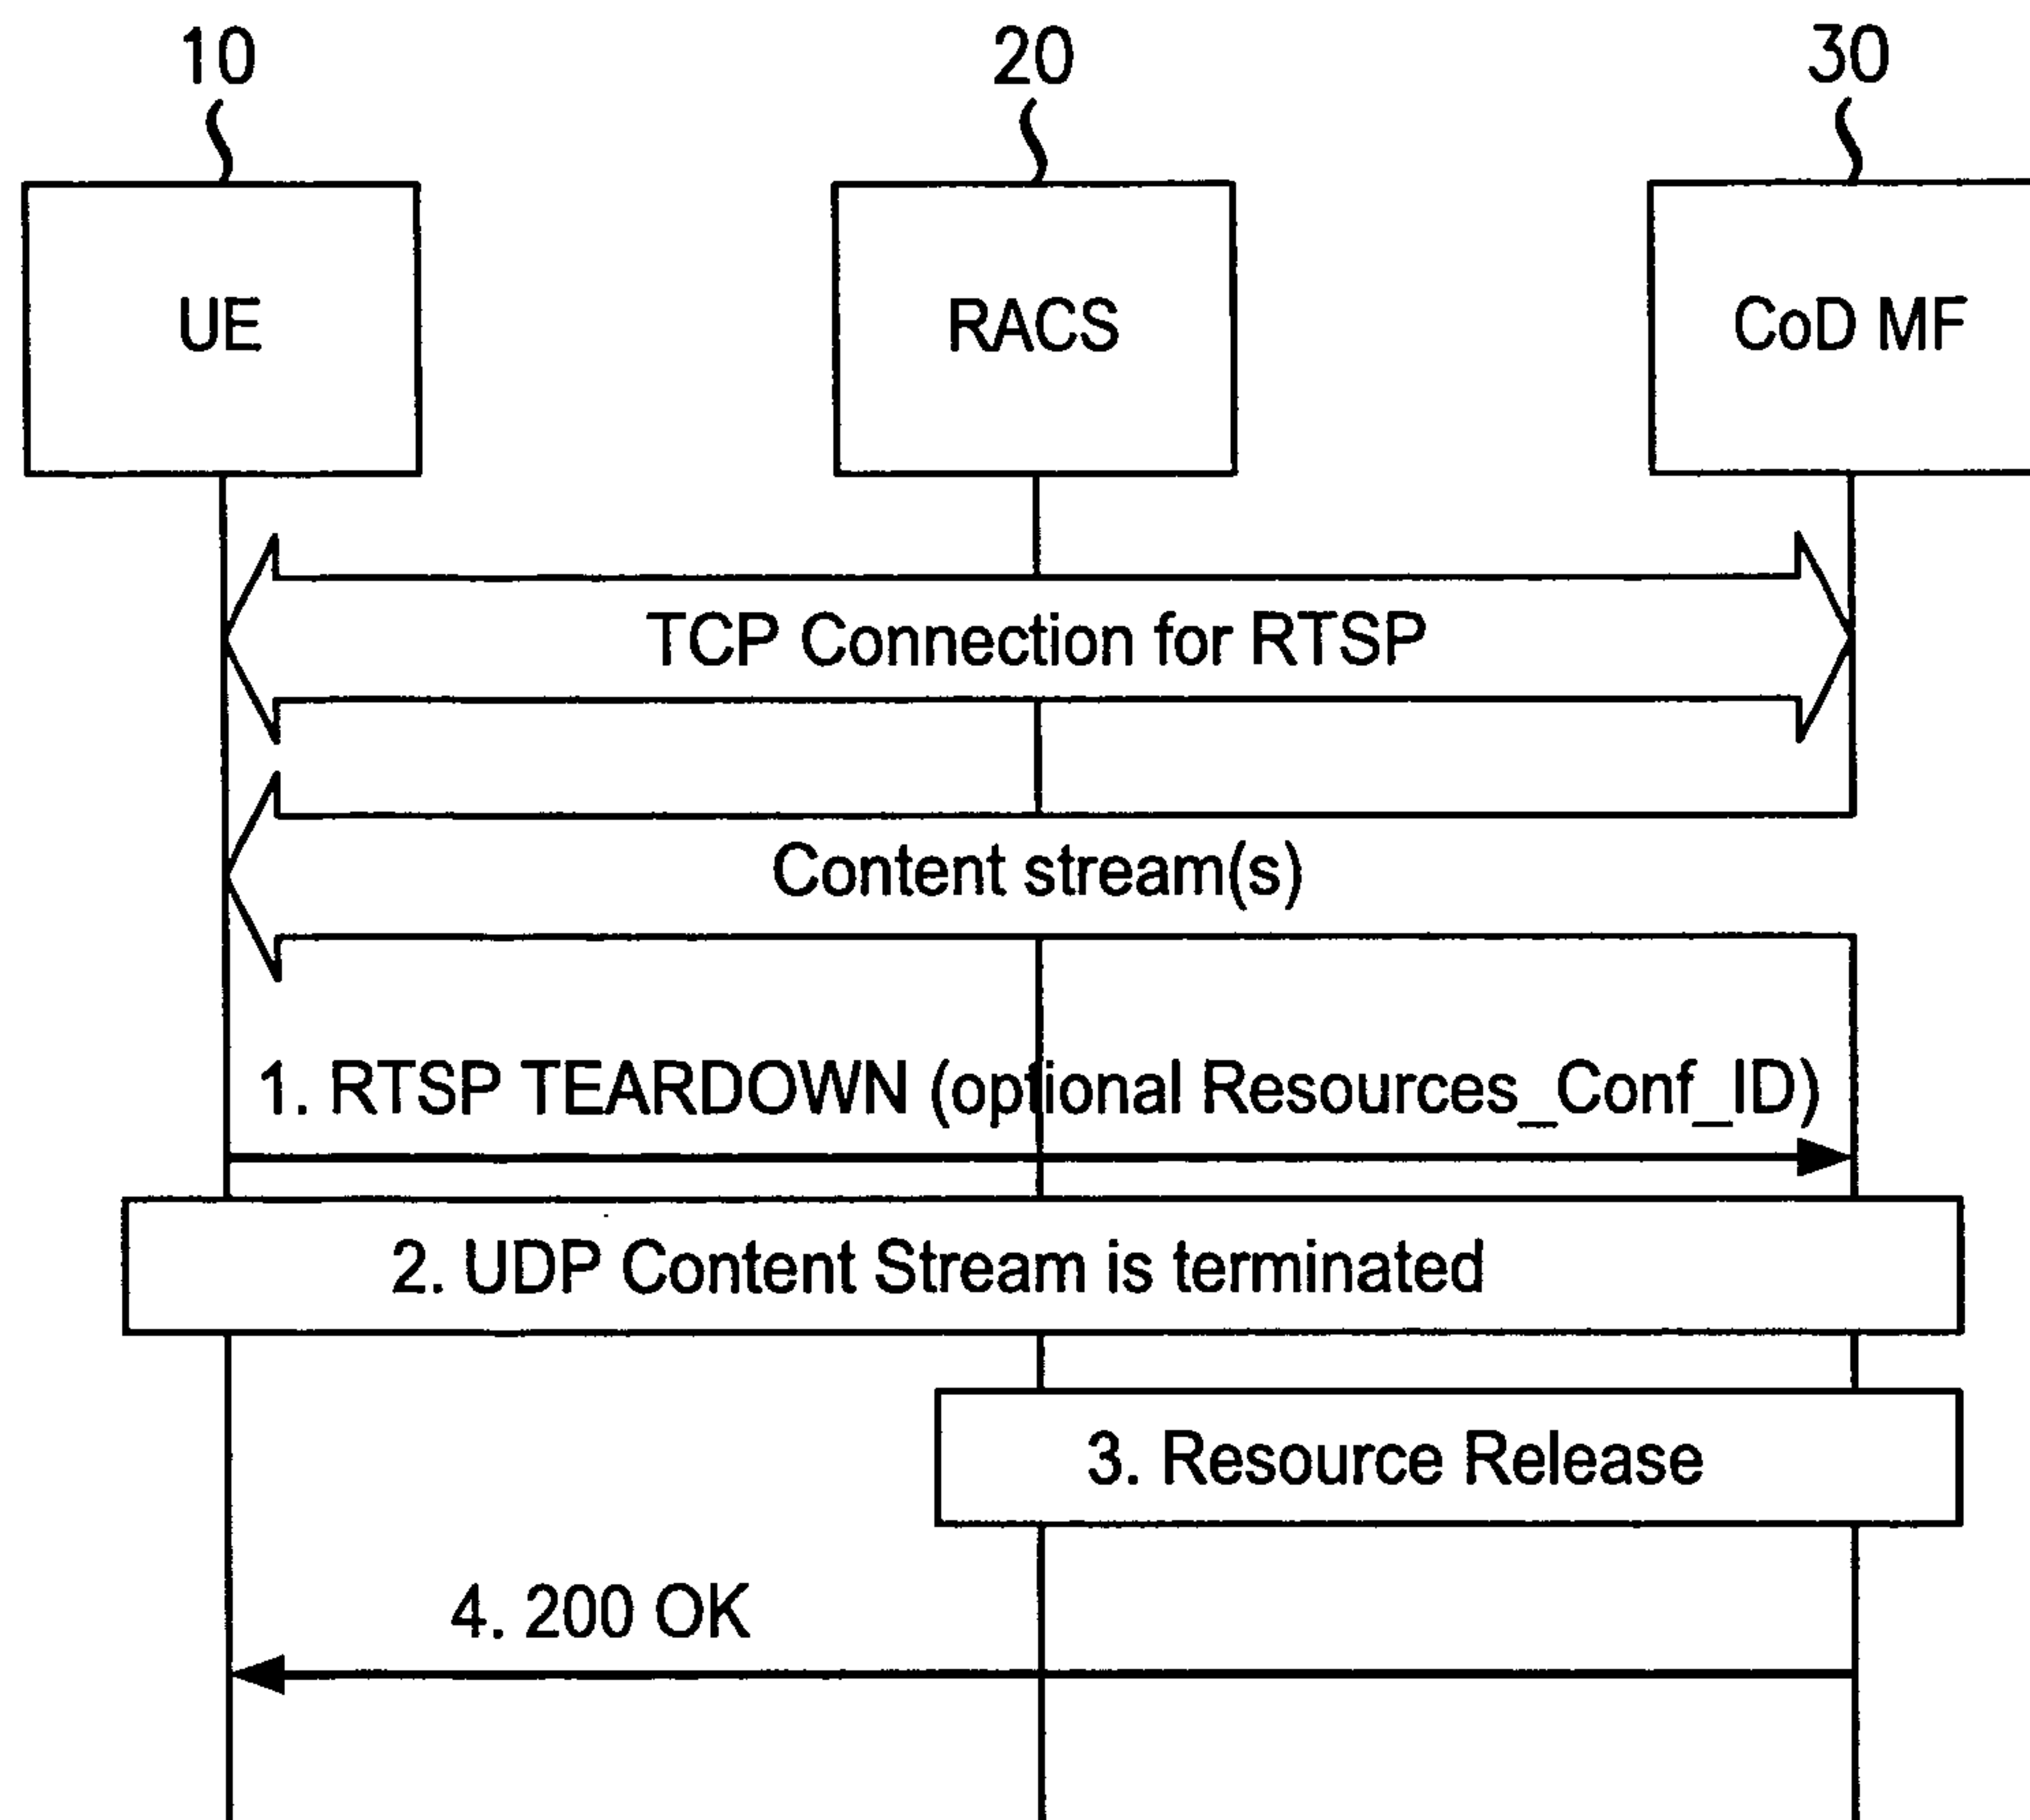 10 20 30
UE RACS CoD MF
TCP Connection for RTSP
Content stream(s)
1. RTSP TEARDOWN (optional Resources_Conf_ID)
2. UDP Content Stream is terminated
3. Resource Release
4. 200 OK